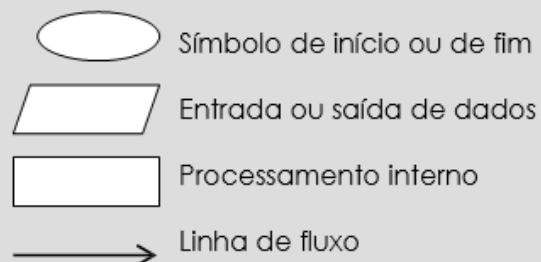 Símbolo de início ou de fim
Entrada ou saída de dados
Processamento interno
Linha de fluxo